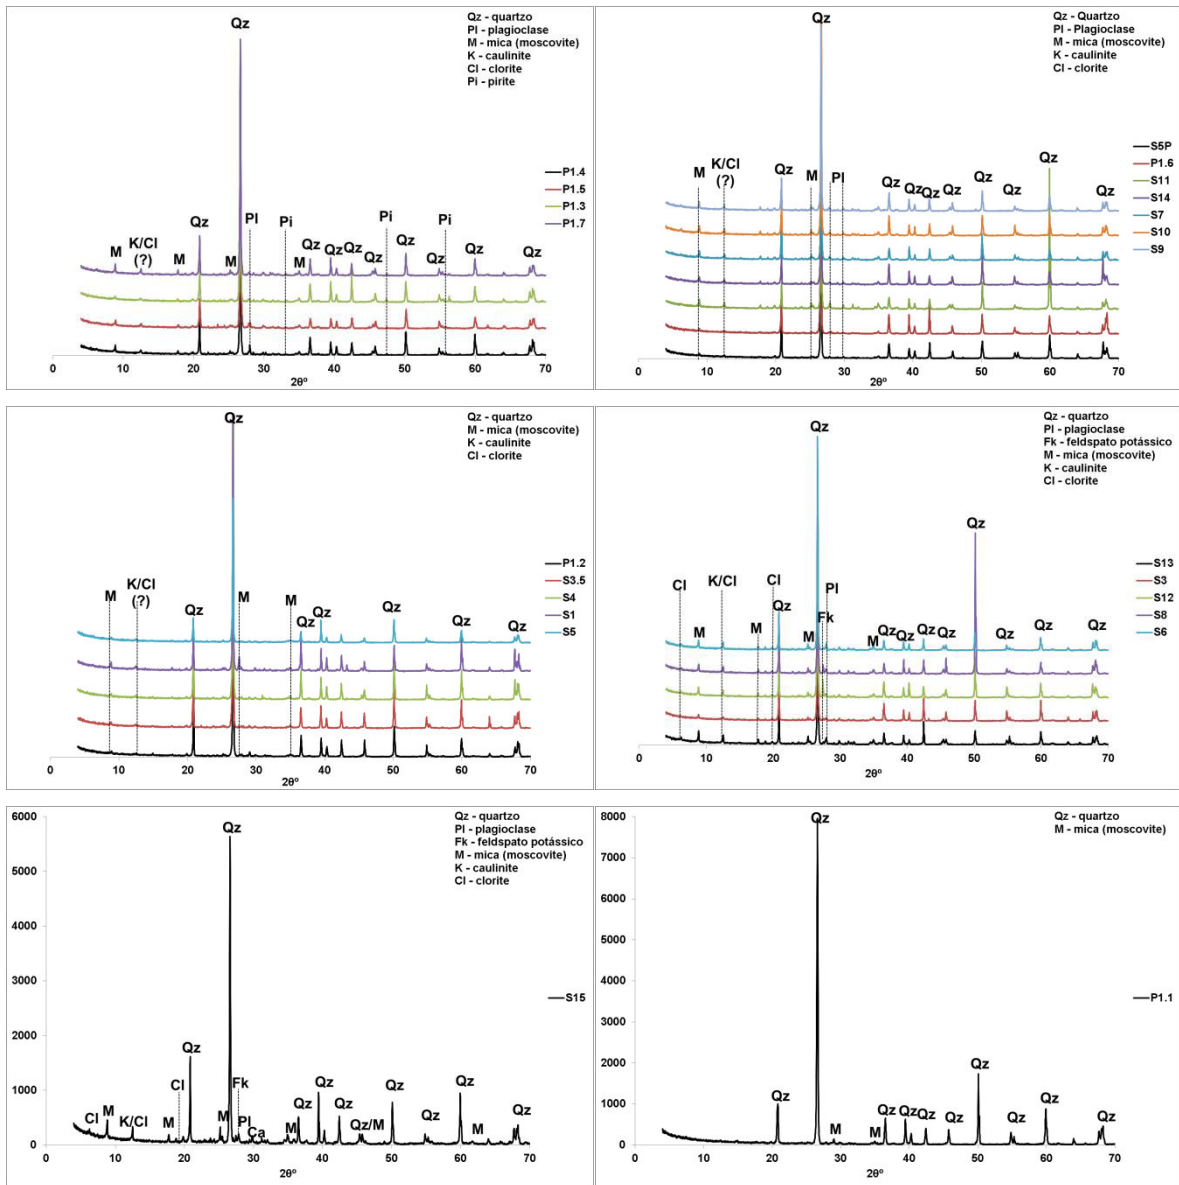 Qz
Qz - quartzo
Pl - plagioclase
M - mica (moscovite)
K - caulinite
Cl - clorite
Pi - pirite
P1.4
P1.5
P1.3
P1.7
Qz
Pl
Pi
Pi
Pi
M
K/Cl
(?)
M
M
M
Qz
Qz
Qz
Qz
Qz
Qz
Qz
Qz
0 10 20 30 40 50 60 70
2θº
Qz
Qz - Quartzo
Pl - Plagioclase
M - mica (moscovite)
K - caulinite
Cl - clorite
S5P
P1.6
S11
S14
S7
S10
S9
M
K/Cl
(?)
Qz
M
Pl
Qz
Qz
Qz
Qz
Qz
Qz
Qz
Qz
0 10 20 30 40 50 60 70
2θº
Qz
Qz - quartzo
M - mica (moscovite)
K - caulinite
Cl - clorite
P1.2
S3.5
S4
S1
S5
M
K/Cl
(?)
Qz
M
M
Qz
Qz
Qz
Qz
Qz
0 10 20 30 40 50 60 70
2θº
Qz
Qz - quartzo
Pl - plagioclase
Fk - feldspato potássico
M - mica (moscovite)
K - caulinite
Cl - clorite
Qz
S13
S3
S12
S8
S6
Cl
K/Cl
Cl
Pl
M
M
Qz
M
Fk
M
Qz
Qz
Qz
Qz
Qz
Qz
Qz
0 10 20 30 40 50 60 70
2θº
6000
5000
4000
3000
2000
1000
0
Qz
Qz - quartzo
Pl - plagioclase
Fk - feldspato potássico
M - mica (moscovite)
K - caulinite
Cl - clorite
S15
Qz
Cl
Fk
Cl
M
K/Cl
M
M
Pl
Ca
M
Qz
Qz
Qz
Qz/M
Qz
Qz
Qz
M
Qz
0 10 20 30 40 50 60 70
2θº
8000
7000
6000
5000
4000
3000
2000
1000
0
Qz
Qz - quartzo
M - mica (moscovite)
P1.1
Qz
M
M
Qz
Qz
Qz
Qz
Qz
Qz
Qz
Qz
0 10 20 30 40 50 60 70
2θº